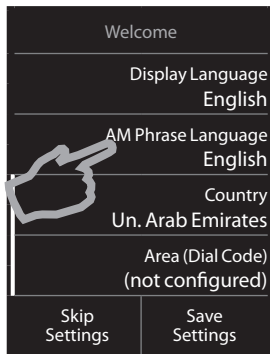 Welcome
Display Language
English
AM Phrase Language
English
Country
Un. Arab Emirates
Area (Dial Code)
(not configured)
Skip
Settings
Save
Settings